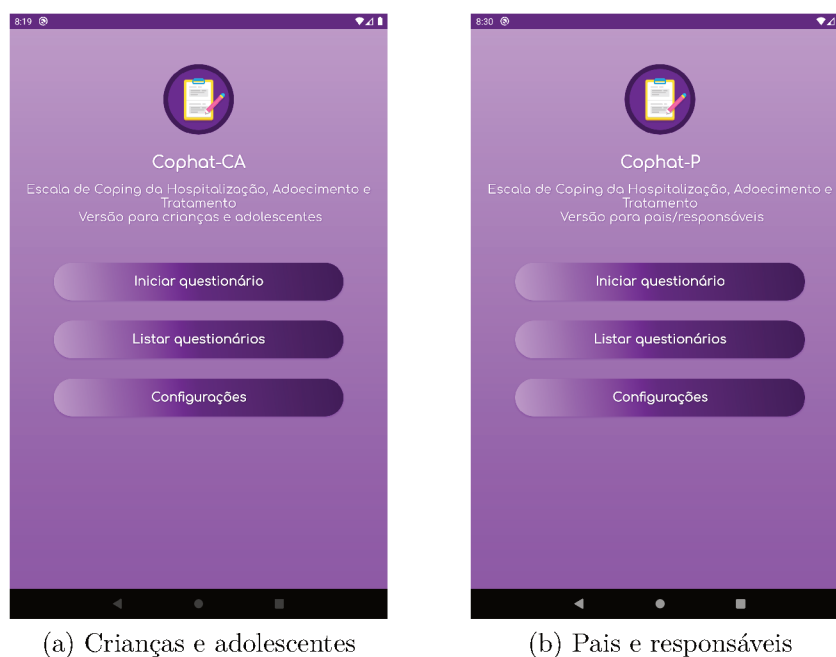 8:19
Cophat-CA
Escala de Coping da Hospitalização, Adoecimento e
Tratamento
Versão para crianças e adolescentes
Iniciar questionário
Listar questionários
Configurações
(a) Crianças e adolescentes
8:30
Cophat-P
Escala de Coping da Hospitalização, Adoecimento e
Tratamento
Versão para pais/responsáveis
Iniciar questionário
Listar questionários
Configurações
(b) Pais e responsáveis